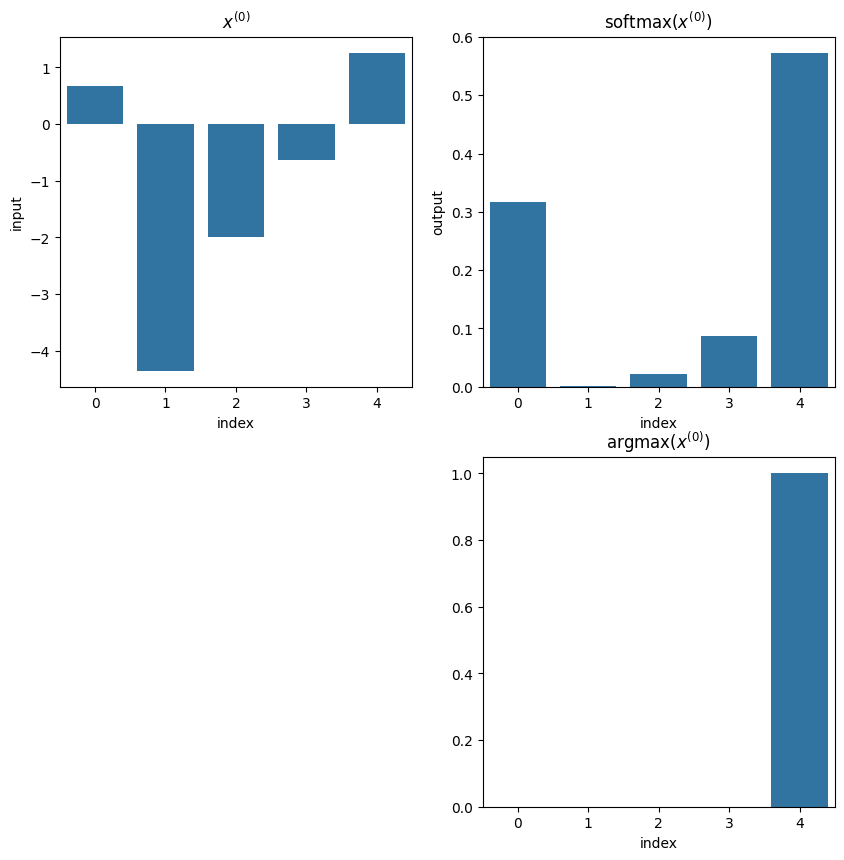 x^(0)
1
0
−1
−2
−3
−4
input
0 1 2 3 4
index
softmax(x^(0))
0.6
0.5
0.4
0.3
0.2
0.1
0.0
output
0 1 2 3 4
index
argmax(x^(0))
1.0
0.8
0.6
0.4
0.2
0.0
0 1 2 3 4
index